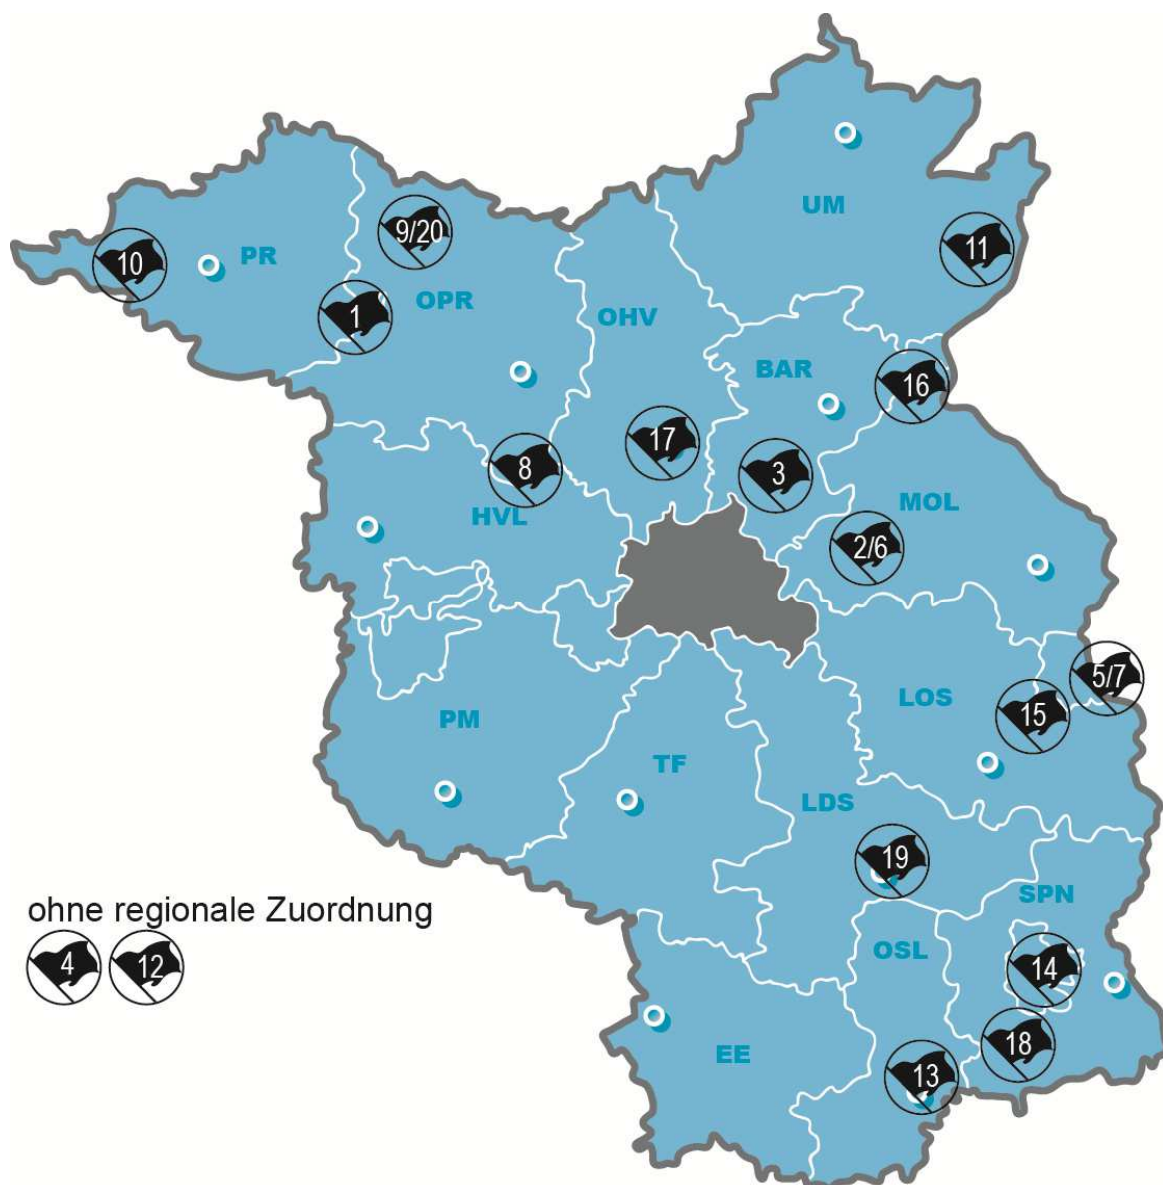 UM
9/20
11
10
PR
OPR
1
OHV
BAR
16
17
8
3
HVL
MOL
2/6
5/7
LOS
15
PM
TF
LDS
19
SPN
ohne regionale Zuordnung
4 12
OSL
14
18
EE
13